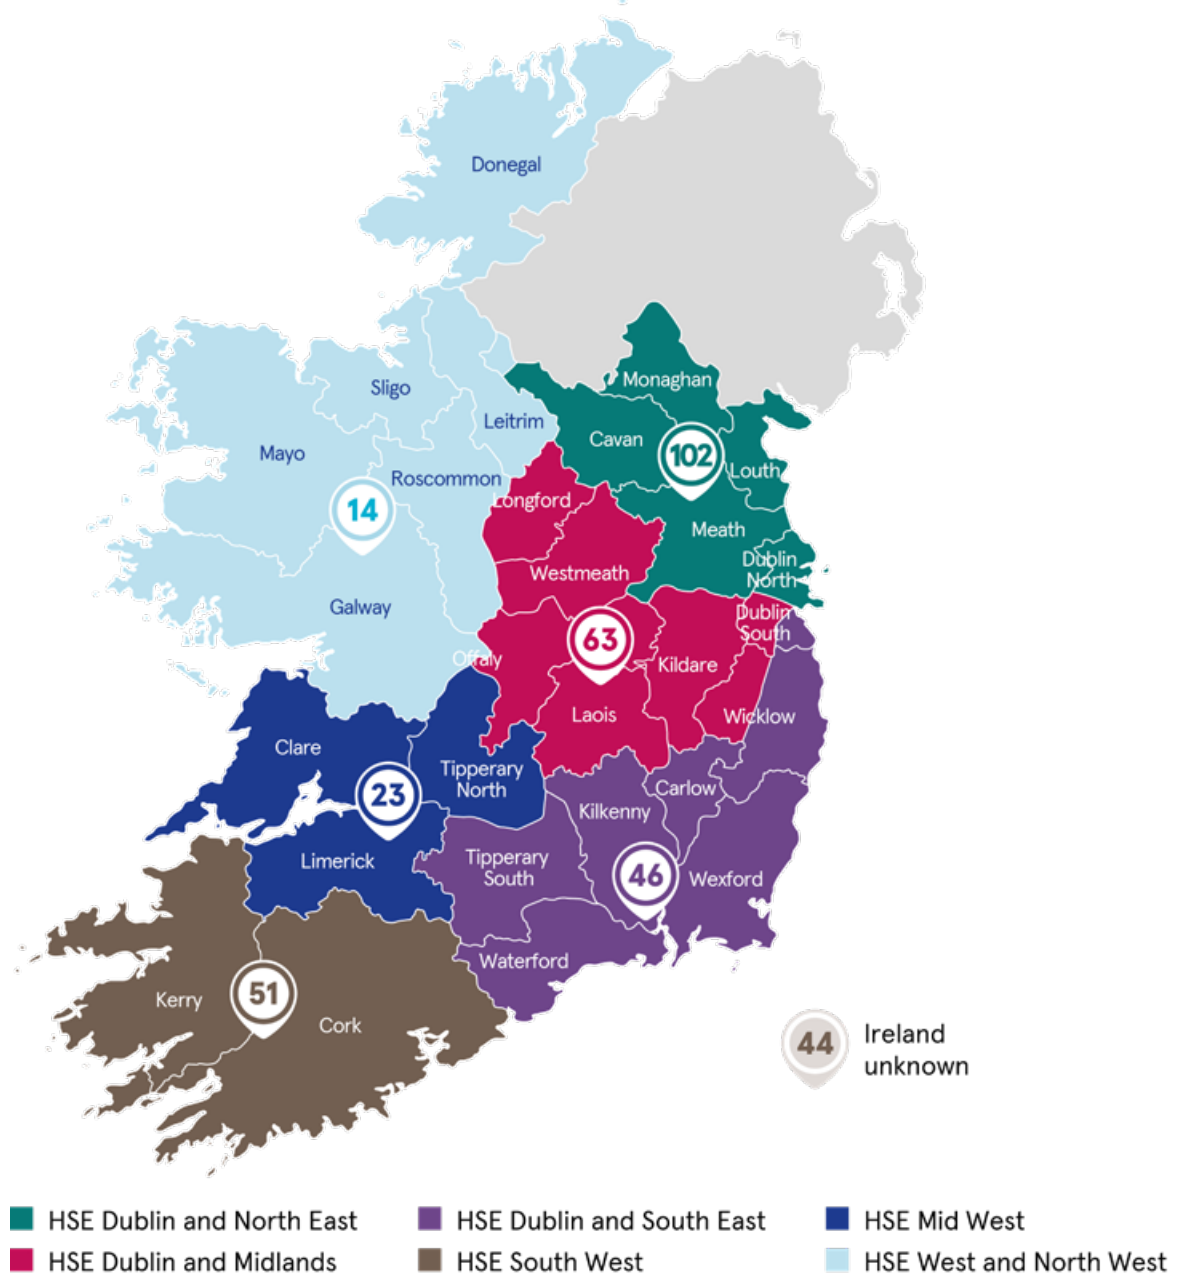 Donegal
Monaghan
Sligo
Leitrim
Cavan
102
Mayo
Louth
Roscommon
Longford
14
Meath
Westmeath
Dublin
North
Galway
Dublin
South
63
Offaly
Kildare
Laois
Wicklow
Clare
Tipperary
North
23
Carlow
Kilkenny
Limerick
Tipperary
South
46
Wexford
Waterford
51
Kerry
Cork
44
Ireland
unknown
HSE Dublin and North East
HSE Dublin and South East
HSE Mid West
HSE Dublin and Midlands
HSE South West
HSE West and North West